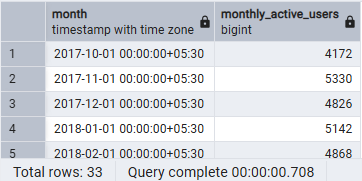 month monthly_active_users
timestamp with time zone bigint
1 2017-10-01 00:00:00+05:30 4172
2 2017-11-01 00:00:00+05:30 5330
3 2017-12-01 00:00:00+05:30 4826
4 2018-01-01 00:00:00+05:30 5142
5 2018-02-01 00:00:00+05:30 4868
Total rows: 33 Query complete 00:00:00.708